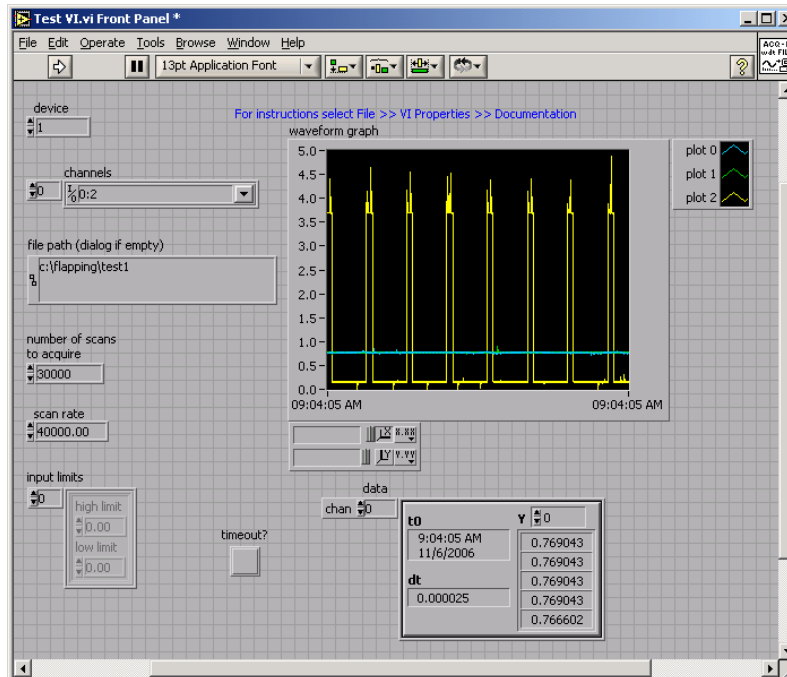 Test VI.vi Front Panel *
File Edit Operate Tools Browse Window Help
13pt Application Font
?
device
1
For instructions select File >> VI Properties >> Documentation
waveform graph
channels
0
0:2
file path (dialog if empty)
c:\flapping\test1
number of scans
to acquire
30000
scan rate
40000.00
input limits
0
high limit
0.00
low limit
0.00
timeout?
5.0
4.5
4.0
3.5
3.0
2.5
2.0
1.5
1.0
0.5
0.0
09:04:05 AM 09:04:05 AM
plot 0
plot 1
plot 2
X X.XX
Y Y.YY
data
chan 0
t0
9:04:05 AM
11/6/2006
dt
0.000025
Y 0
0.769043
0.769043
0.769043
0.769043
0.766602